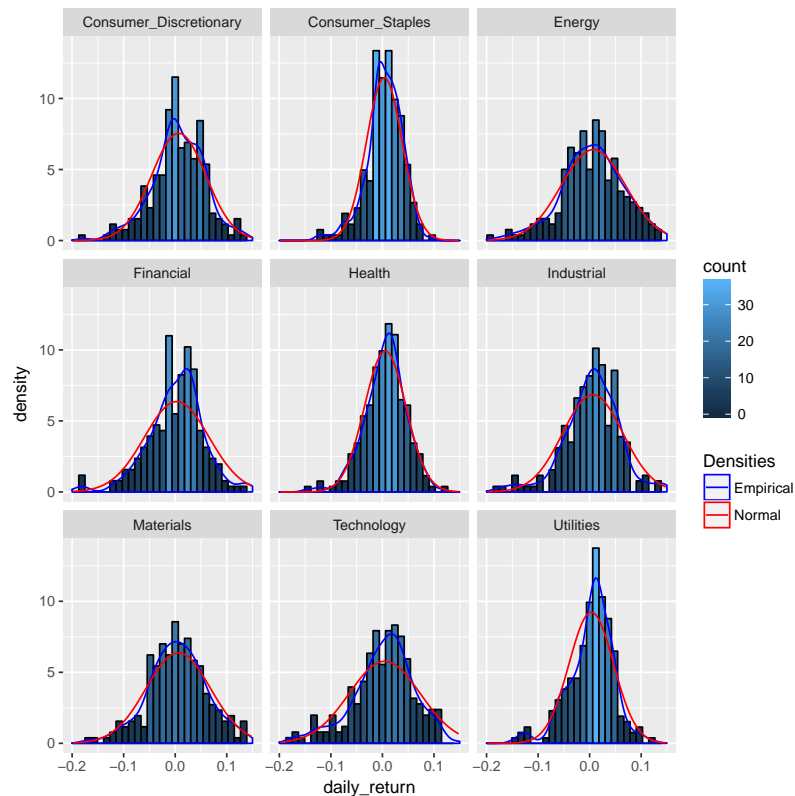 Consumer_Discretionary Consumer_Staples Energy
10
5
0
Financial Health Industrial
10
5
0
Materials Technology Utilities
10
5
0
−0.2 −0.1 0.0 0.1 −0.2 −0.1 0.0 0.1 −0.2 −0.1 0.0 0.1
daily_return
density
count
30
20
10
0
Densities
Empirical
Normal